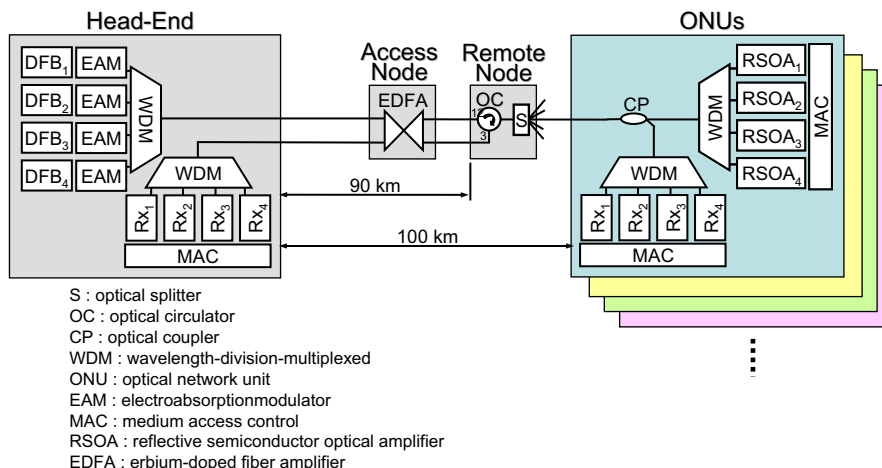 Head-End
ONUs
Access
Node
Remote
Node
DFB1 EAM
DFB2 EAM
DFB3 EAM
DFB4 EAM
WDM
EDFA
OC
1 2
3
S
CP
WDM
RSOA1
RSOA2
RSOA3
RSOA4
MAC
WDM
Rx1 Rx2 Rx3 Rx4
MAC
90 km
100 km
WDM
Rx1 Rx2 Rx3 Rx4
MAC
S : optical splitter
OC : optical circulator
CP : optical coupler
WDM : wavelength-division-multiplexed
ONU : optical network unit
EAM : electroabsorptionmodulator
MAC : medium access control
RSOA : reflective semiconductor optical amplifier
EDFA : erbium-doped fiber amplifier